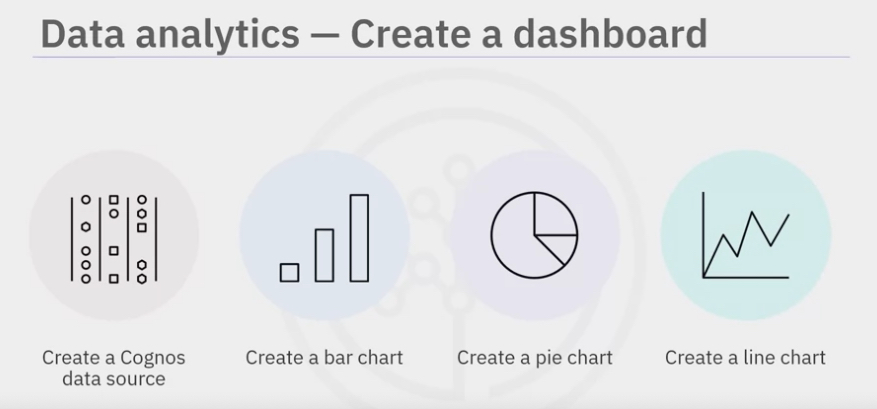 Data analytics — Create a dashboard
Create a Cognos
data source
Create a bar chart
Create a pie chart
Create a line chart